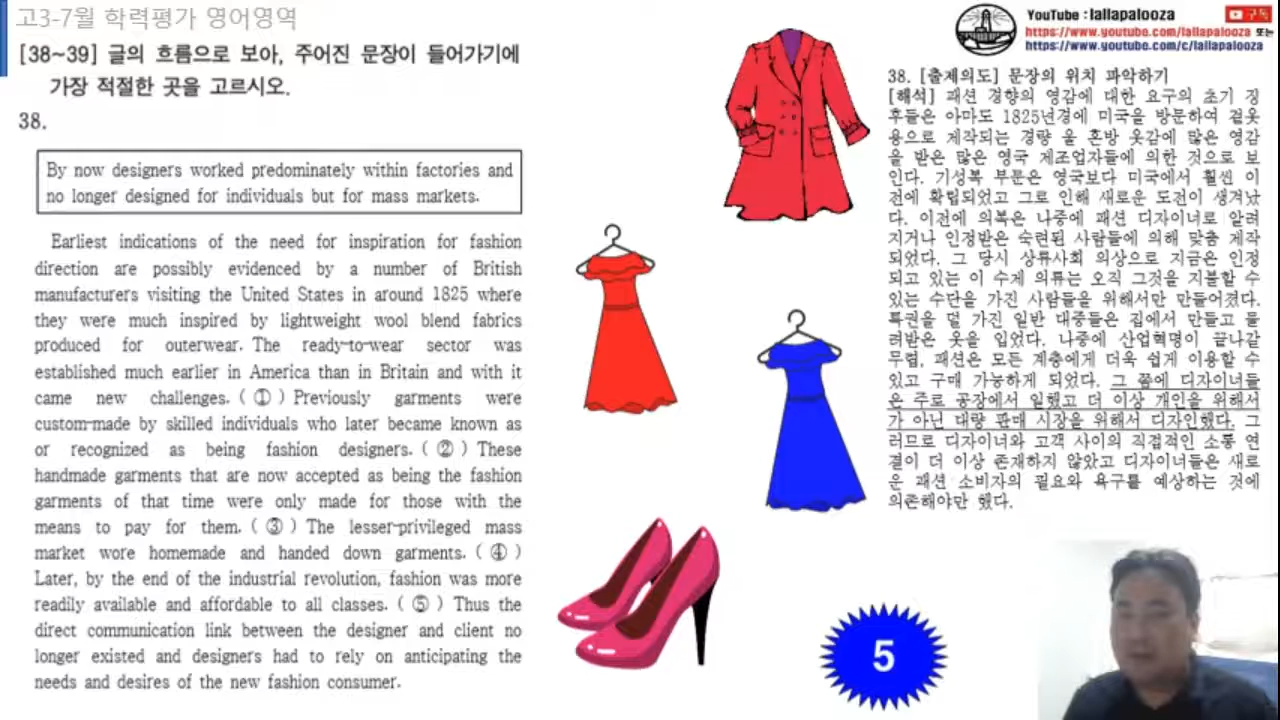 고3-7월 학력평가 영어영역
[38~39] 글의 흐름으로 보아, 주어진 문장이 들어가기에
가장 적절한 곳을 고르시오.
38.
By now designers worked predominately within factories and
no longer designed for individuals but for mass markets.
Earliest indications of the need for inspiration for fashion
direction are possibly evidenced by a number of British
manufacturers visiting the United States in around 1825 where
they were much inspired by lightweight wool blend fabrics
produced for outerwear. The ready-to-wear sector was
established much earlier in America than in Britain and with it
came new challenges. ( ① ) Previously garments were
custom-made by skilled individuals who later became known as
or recognized as being fashion designers. ( ② ) These
handmade garments that are now accepted as being the fashion
garments of that time were only made for those with the
means to pay for them. ( ③ ) The lesser-privileged mass
market wore homemade and handed down garments. ( ④ )
Later, by the end of the industrial revolution, fashion was more
readily available and affordable to all classes. ( ⑤ ) Thus the
direct communication link between the designer and client no
longer existed and designers had to rely on anticipating the
needs and desires of the new fashion consumer.
5
YouTube : lallapalooza
구독
https://www.youtube.com/lallapalooza 또는
https://www.youtube.com/c/lallapalooza
38. [출제의도] 문장의 위치 파악하기
[해석] 패션 경향의 영감에 대한 요구의 초기 징
후들은 아마도 1825년경에 미국을 방문하여 겉옷
용으로 제작되는 경량 울 혼방 옷감에 많은 영감
을 받은 많은 영국 제조업자들에 의한 것으로 보
인다. 기성복 부문은 영국보다 미국에서 훨씬 이
전에 확립되었고 그로 인해 새로운 도전이 생겨났
다. 이전에 의복은 나중에 패션 디자이너로 알려
지거나 인정받은 숙련된 사람들에 의해 맞춤 제작
되었다. 그 당시 상류사회 의상으로 지금은 인정
되고 있는 이 수제 의류는 오직 그것을 지불할 수
있는 수단을 가진 사람들을 위해서만 만들어졌다.
특권을 덜 가진 일반 대중들은 집에서 만들고 물
려받은 옷을 입었다. 나중에 산업혁명이 끝나갈
무렵, 패션은 모든 계층에게 더욱 쉽게 이용할 수
있고 구매 가능하게 되었다. 그 쯤에 디자이너들
은 주로 공장에서 일했고 더 이상 개인을 위해서
가 아닌 대량 판매 시장을 위해서 디자인했다. 그
러므로 디자이너와 고객 사이의 직접적인 소통 연
결이 더 이상 존재하지 않았고 디자이너들은 새로
운 패션 소비자의 필요와 욕구를 예상하는 것에
의존해야만 했다.